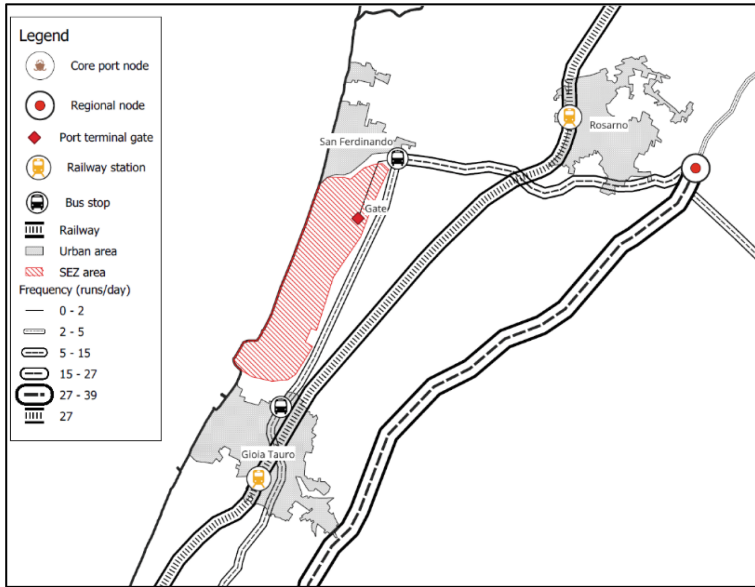 Legend
Core port node
Regional node
Port terminal gate
Railway station
Bus stop
Railway
Urban area
SEZ area
Frequency (runs/day)
0 - 2
2 - 5
5 - 15
15 - 27
27 - 39
27
San Ferdinando
Rosarno
Gate
Gioia Tauro